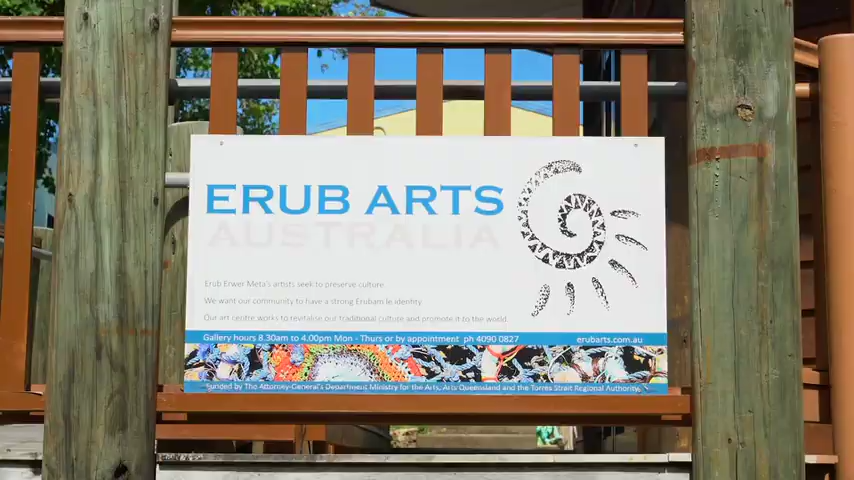 ERUB ARTS
AUSTRALIA
Erub Erwer Meta's artists seek to preserve culture.
We want our community to have a strong Erubam le identity
Our art centre works to revitalise our traditional culture and promote it to the world
Gallery hours 8.30am to 4.00pm Mon - Thurs or by appointment ph 4090 0827
erubarts.com.au
Funded by The Attorney-General's Department Ministry for the Arts, Arts Queensland and the Torres Strait Regional Authority.